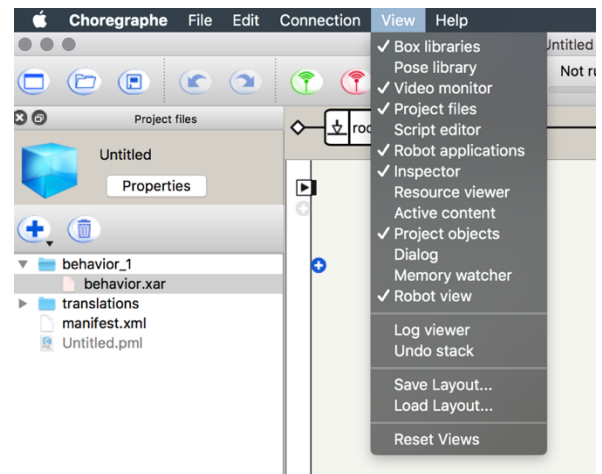 Choregraphe File Edit Connection View Help
Untitled
Not ru
Project files
Untitled
Properties
behavior_1
behavior.xar
translations
manifest.xml
Untitled.pml
roo
✓ Box libraries
Pose library
✓ Video monitor
✓ Project files
Script editor
✓ Robot applications
✓ Inspector
Resource viewer
Active content
✓ Project objects
Dialog
Memory watcher
✓ Robot view
Log viewer
Undo stack
Save Layout...
Load Layout...
Reset Views